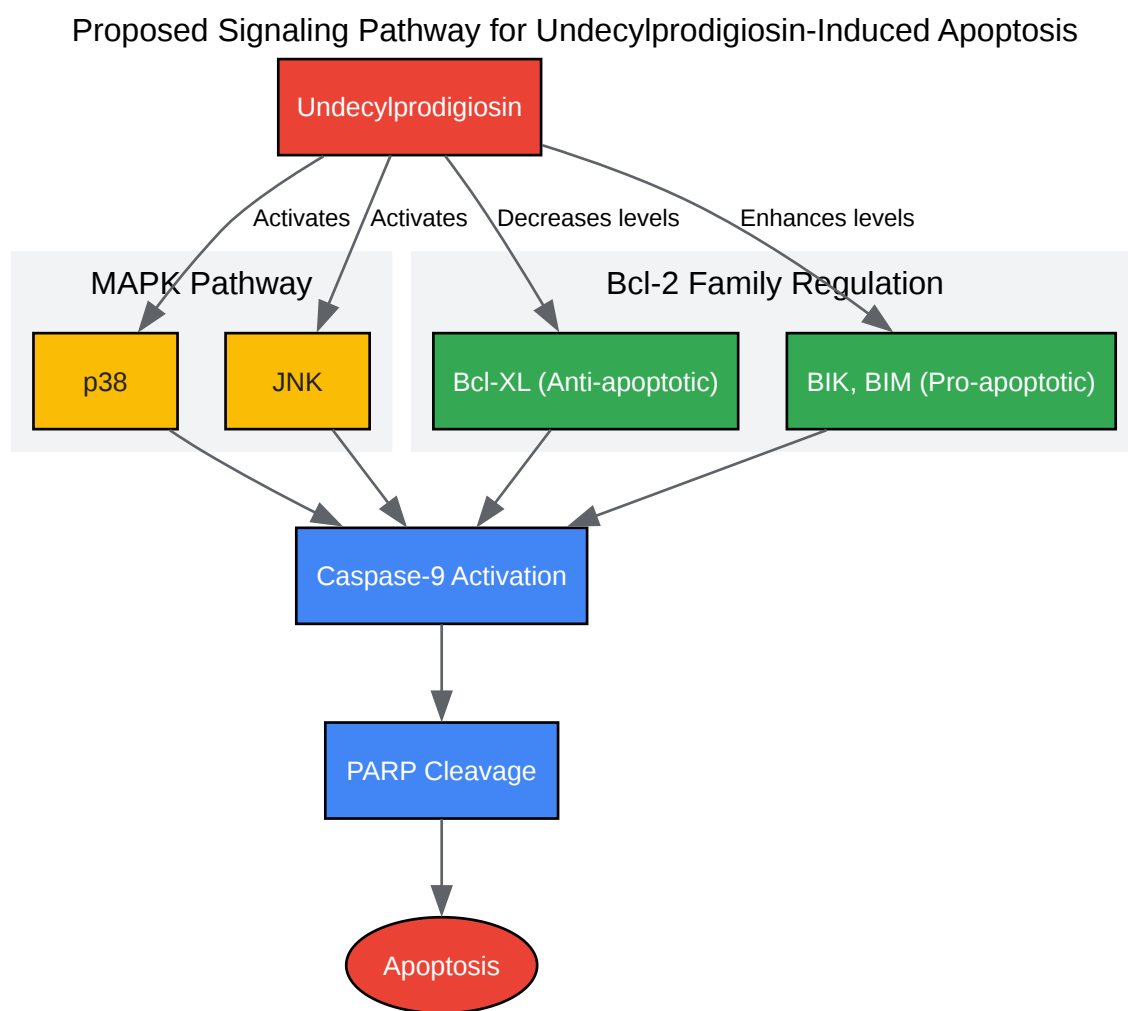 Proposed Signaling Pathway for Undecylprodigiosin-Induced Apoptosis
Undecylprodigiosin
Activates
Activates
Decreases levels
Enhances levels
MAPK Pathway
Bcl-2 Family Regulation
p38
JNK
Bcl-XL (Anti-apoptotic)
BIK, BIM (Pro-apoptotic)
Caspase-9 Activation
PARP Cleavage
Apoptosis